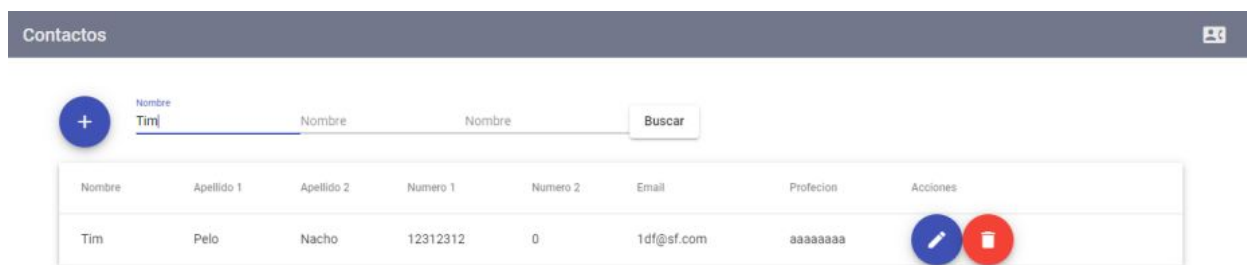 Contactos
Nombre
Tim Nombre Nombre Buscar
Nombre Apellido 1 Apellido 2 Numero 1 Numero 2 Email Profecion Acciones
Tim Pelo Nacho 12312312 0 1df@sf.com aaaaaaaa